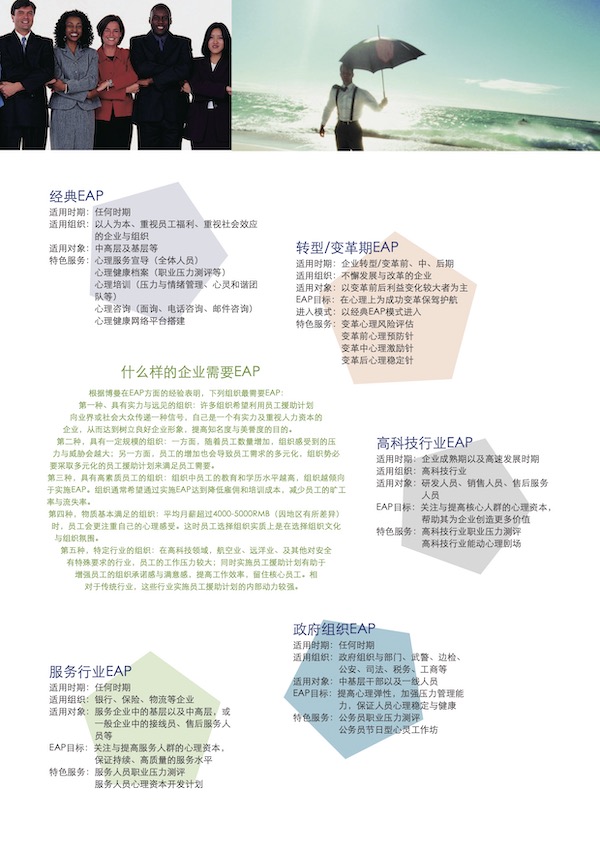 经典EAP
适用时期：任何时期
适用组织：以人为本、重视员工福利、重视社会效应
的企业与组织
适用对象：中高层及基层等
特色服务：心理服务宣导（全体人员）
心理健康档案（职业压力测评等）
心理培训（压力与情绪管理、心灵和谐团
队等）
心理咨询（面询、电话咨询、邮件咨询）
心理健康网络平台搭建
转型/变革期EAP
适用时期：企业转型/变革前、中、后期
适用组织：不懈发展与改革的企业
适用对象：以变革前后利益变化较大者为主
EAP目标：在心理上为成功变革保驾护航
进入模式：以经典EAP模式进入
特色服务：变革心理风险评估
变革前心理预防针
变革中心理激励针
变革后心理稳定针
什么样的企业需要EAP
根据博曼在EAP方面的经验表明，下列组织最需要EAP：
第一种、具有实力与远见的组织：许多组织希望利用员工援助计划
向业界或社会大众传递一种信号，自己是一个有实力及重视人力资本的
企业，从而达到树立良好企业形象，提高知名度与美誉度的目的。
第二种，具有一定规模的组织：一方面，随着员工数量增加，组织感受到的压
力与威胁会越大；另一方面，员工的增加也会导致员工需求的多元化，组织势必
要采取多元化的员工援助计划来满足员工需要。
第三种，具有高素质员工的组织：组织中员工的教育和学历水平越高，组织越倾向
于实施EAP。组织通常希望通过实施EAP达到降低雇佣和培训成本，减少员工的旷工
率与流失率。
第四种，物质基本满足的组织：平均月薪超过4000-5000RMB（因地区有所差异）
时，员工会更注重自己的心理感受。这时员工选择组织实质上是在选择组织文化
与组织氛围。
第五种，特定行业的组织：在高科技领域，航空业、远洋业、及其他对安全
有特殊要求的行业，员工的工作压力较大；同时实施员工援助计划有助于
增强员工的组织承诺感与满意感，提高工作效率，留住核心员工。相
对于传统行业，这些行业实施员工援助计划的内部动力较强。
高科技行业EAP
适用时期：企业成熟期以及高速发展时期
适用组织：高科技行业
适用对象：研发人员、销售人员、售后服务
人员
EAP目标：关注与提高核心人群的心理资本，
帮助其为企业创造更多价值
特色服务：高科技行业职业压力测评
高科技行业能动心理剧场
政府组织EAP
适用时期：任何时期
适用组织：政府组织与部门、武警、边检、
公安、司法、税务、工商等
适用对象：中基层干部以及一线人员
EAP目标：提高心理弹性，加强压力管理能
力，保证人员心理稳定与健康
特色服务：公务员职业压力测评
公务员节日型心灵工作坊
服务行业EAP
适用时期：任何时期
适用组织：银行、保险、物流等企业
适用对象：服务企业中的基层以及中高层，或
一般企业中的接线员、售后服务人
员等
EAP目标：关注与提高服务人群的心理资本，
保证持续、高质量的服务水平
特色服务：服务人员职业压力测评
服务人员心理资本开发计划